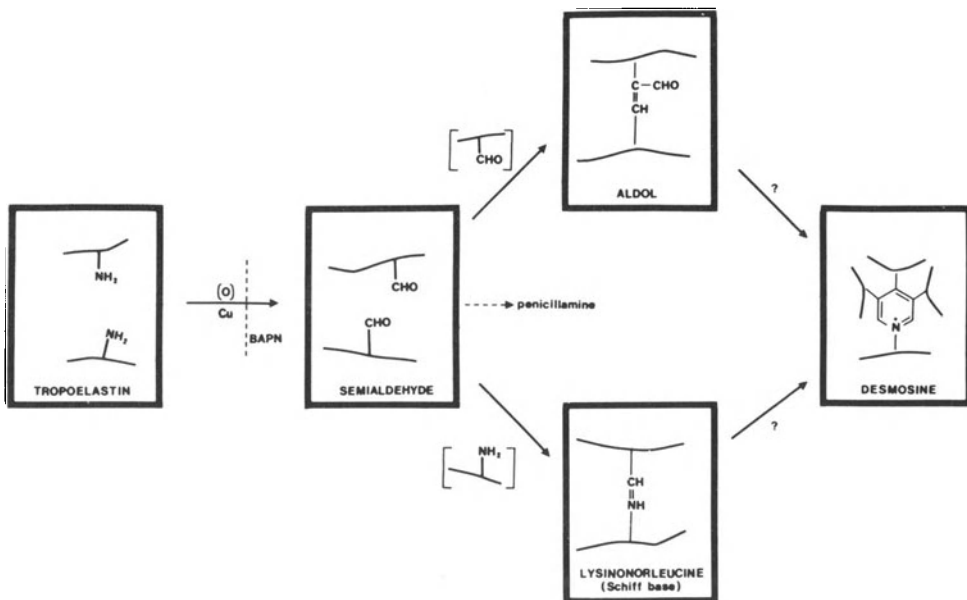 NH₂
NH₂
TROPOELASTIN
(O)
Cu
BAPN
CHO
CHO
SEMIALDEHYDE
CHO
penicillamine
NH₂
C—CHO
CH
ALDOL
CH
NH
LYSINONORLEUCINE
(Schiff base)
?
?
N⁺
DESMOSINE